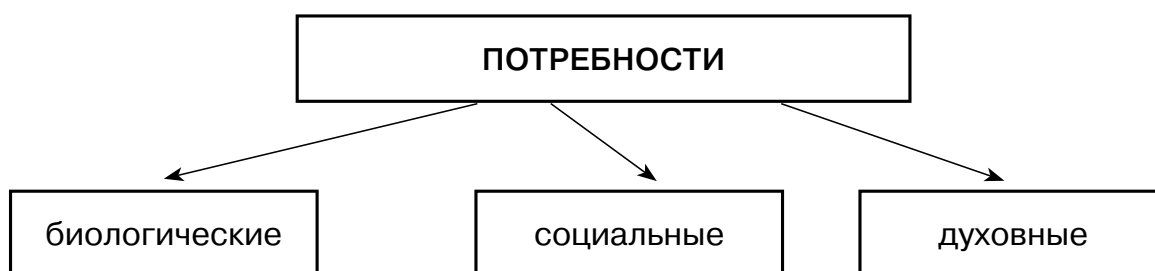 ПОТРЕБНОСТИ
биологические
социальные
духовные